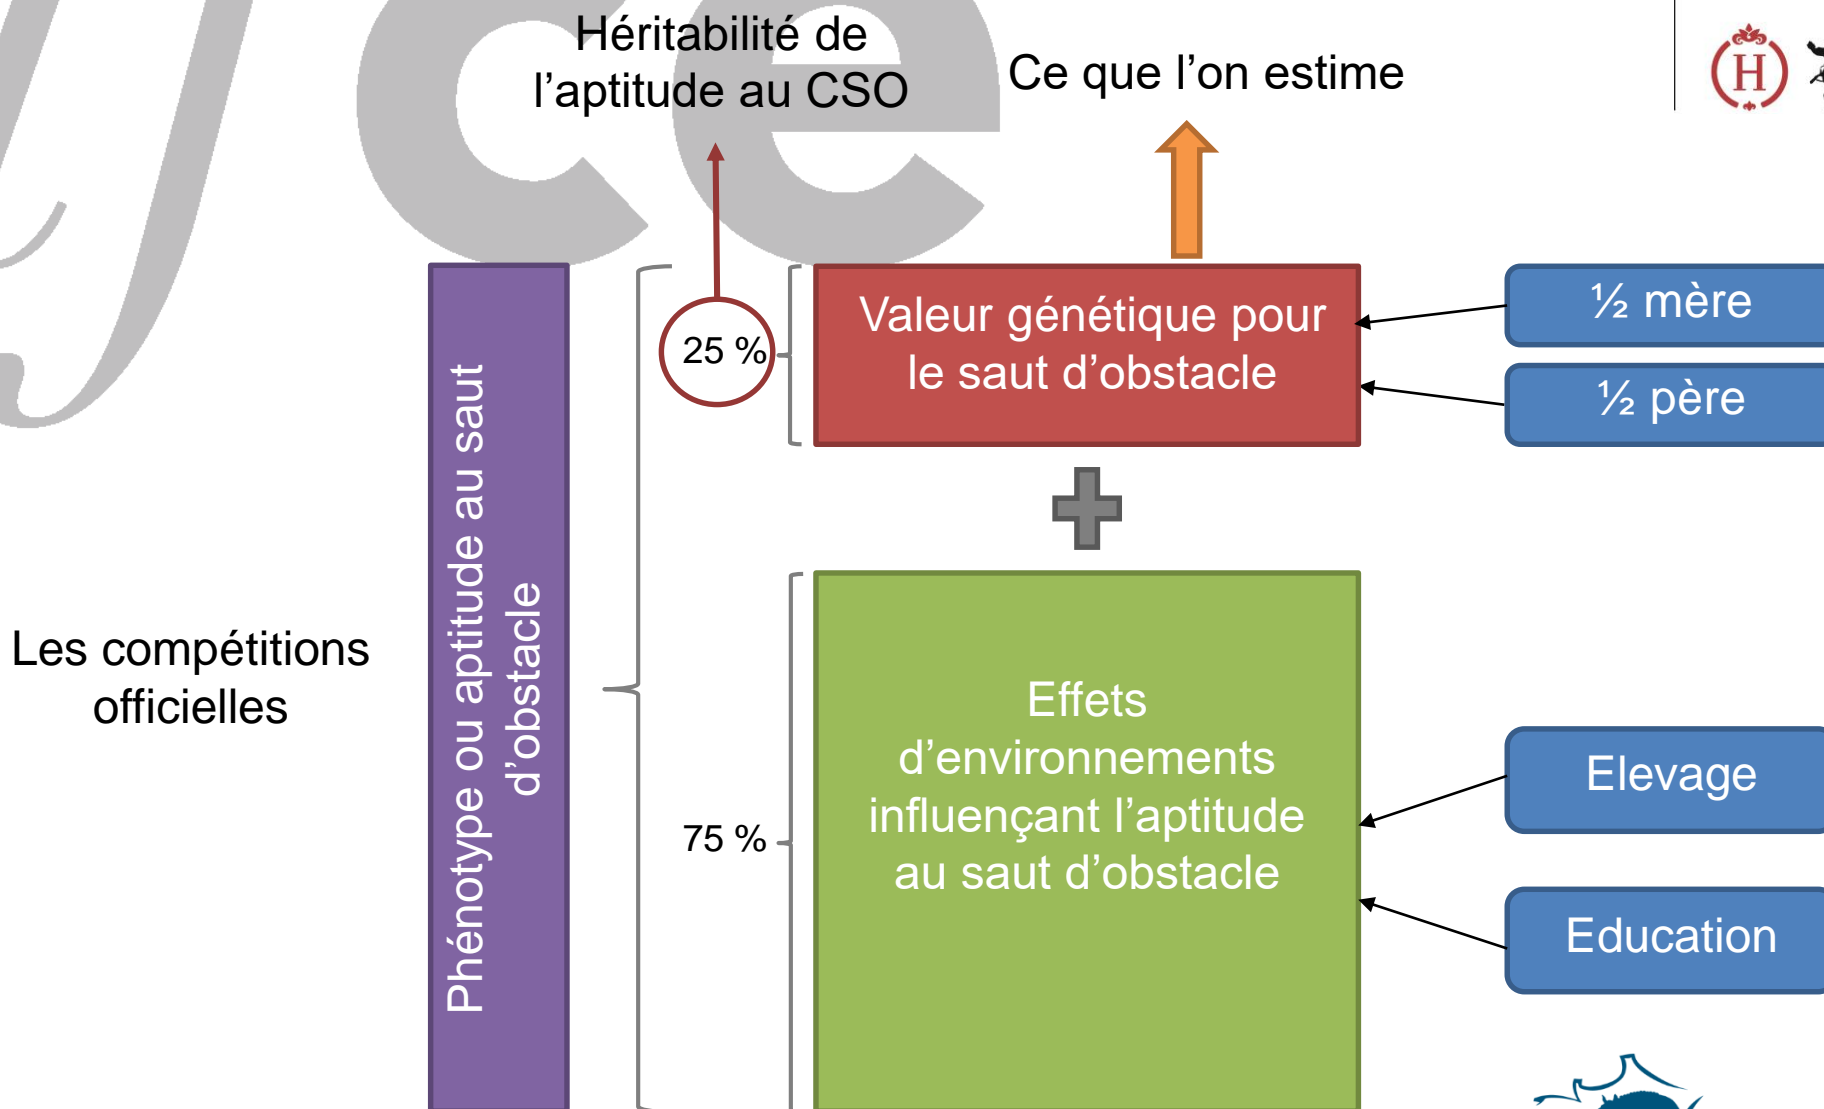 ifce
Héritabilité de
l’aptitude au CSO
Ce que l’on estime
H
Les compétitions
officielles
Phénotype ou aptitude au saut
d’obstacle
25 %
Valeur génétique pour
le saut d’obstacle
½ mère
½ père
75 %
Effets
d’environnements
influençant l’aptitude
au saut d’obstacle
Elevage
Education